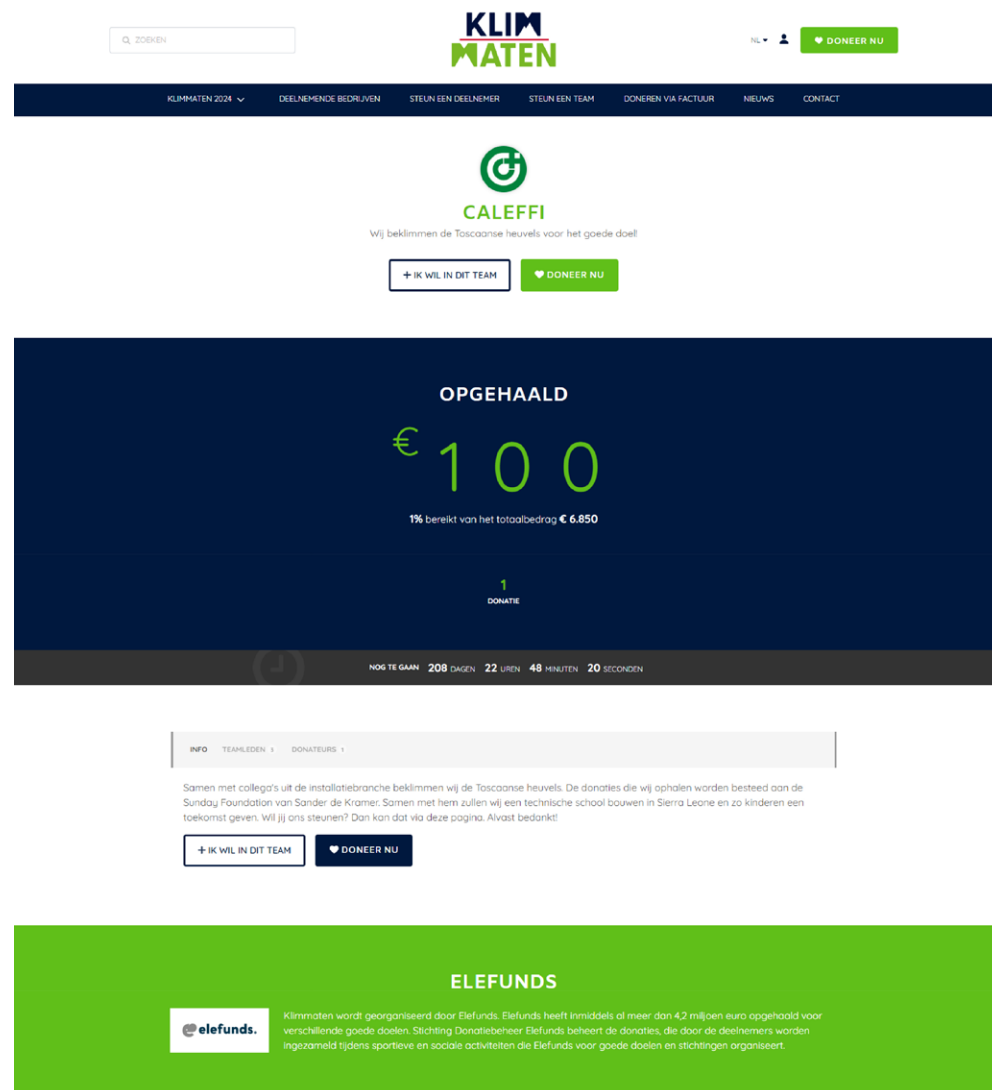 ZOEKEN
KLIM
MATEN
NL
DONEER NU
KLIMMATEN 2024 DEELNEMENDE BEDRIJVEN STEUN EEN DEELNEMER STEUN EEN TEAM DONEREN VIA FACTUUR NIEUWS CONTACT
CALEFFI
Wij beklimmen de Toscaanse heuvels voor het goede doel!
+ IK WIL IN DIT TEAM DONEER NU
OPGEHAALD
€ 100
1% bereikt van het totaalbedrag € 6.850
1
DONATIE
NOG TE GAAN 208 DAGEN 22 UREN 48 MINUTEN 20 SECONDEN
INFO TEAMLEDEN 1 DONATEURS 1
Samen met collega's uit de installatiebranche beklimmen wij de Toscaanse heuvels. De donaties die wij ophalen worden besteed aan de
Sunday Foundation van Sander de Kramer. Samen met hem zullen wij een technische school bouwen in Sierra Leone en zo kinderen een
toekomst geven. Wil jij ons steunen? Dan kan dat via deze pagina. Alvast bedankt!
+ IK WIL IN DIT TEAM DONEER NU
ELEFUNDS
elefunds.
Klimmaten wordt georganiseerd door Elefunds. Elefunds heeft inmiddels al meer dan 4,2 miljoen euro opgehaald voor
verschillende goede doelen. Stichting Donatiebeheer Elefunds beheert de donaties, die door de deelnemers worden
ingezameld tijdens sportieve en sociale activiteiten die Elefunds voor goede doelen en stichtingen organiseert.